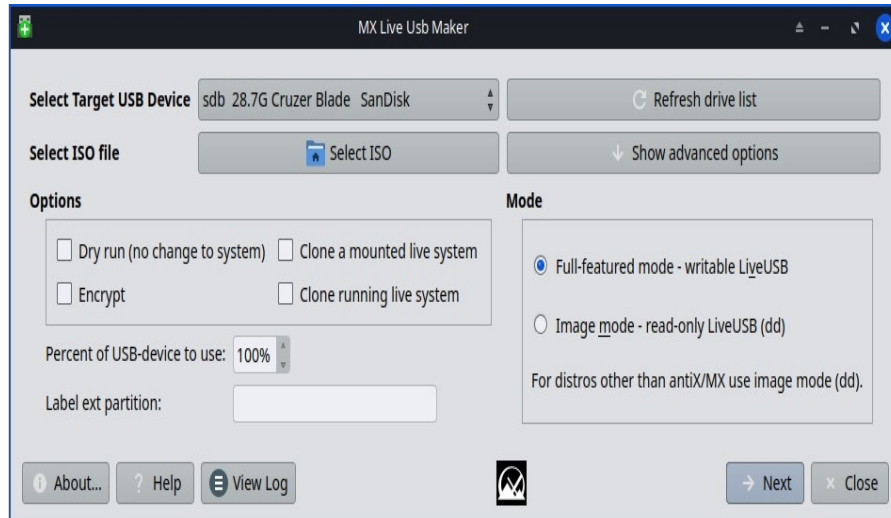 MX Live Usb Maker
Select Target USB Device sdb 28.7G Cruzer Blade SanDisk Refresh drive list
Select ISO file Select ISO Show advanced options
Options Mode
Dry run (no change to system) Clone a mounted live system
Full-featured mode - writable LiveUSB
Encrypt Clone running live system
Image mode - read-only LiveUSB (dd)
Percent of USB-device to use: 100%
For distros other than antiX/MX use image mode (dd).
Label ext partition:
About... Help View Log Next Close